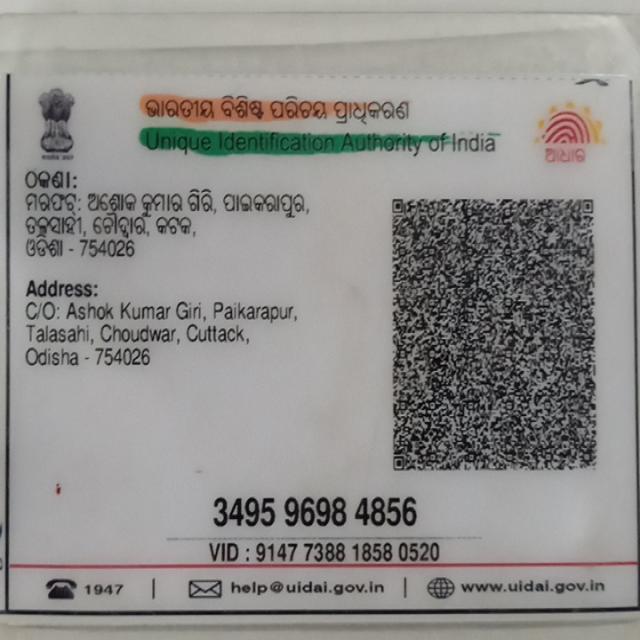 ଭାରତୀୟ ବିଶିଷ୍ଟ ପରିଚୟ ପ୍ରାଧିକରଣ
Unique Identification Authority of India
ଆଧାର
ଠିକଣା:
ମରଫତ: ଅଶୋକ କୁମାର ଗିରି, ପାଇକରାପୁର,
ତଳସାହୀ, ଚୌଦ୍ୱାର, କଟକ,
ଓଡିଶା - 754026
Address:
C/O: Ashok Kumar Giri, Paikarapur,
Talasahi, Choudwar, Cuttack,
Odisha - 754026
3495 9698 4856
VID : 9147 7388 1858 0520
1947 | help@uidai.gov.in | www.uidai.gov.in